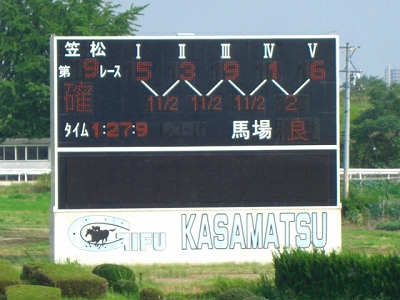 笠松 I II III IV V
第9レース 5 3 9 1 6
確 11/2 11/2 11/2 2
タイム 1:27:9 馬場 良
GIFU KASAMATSU